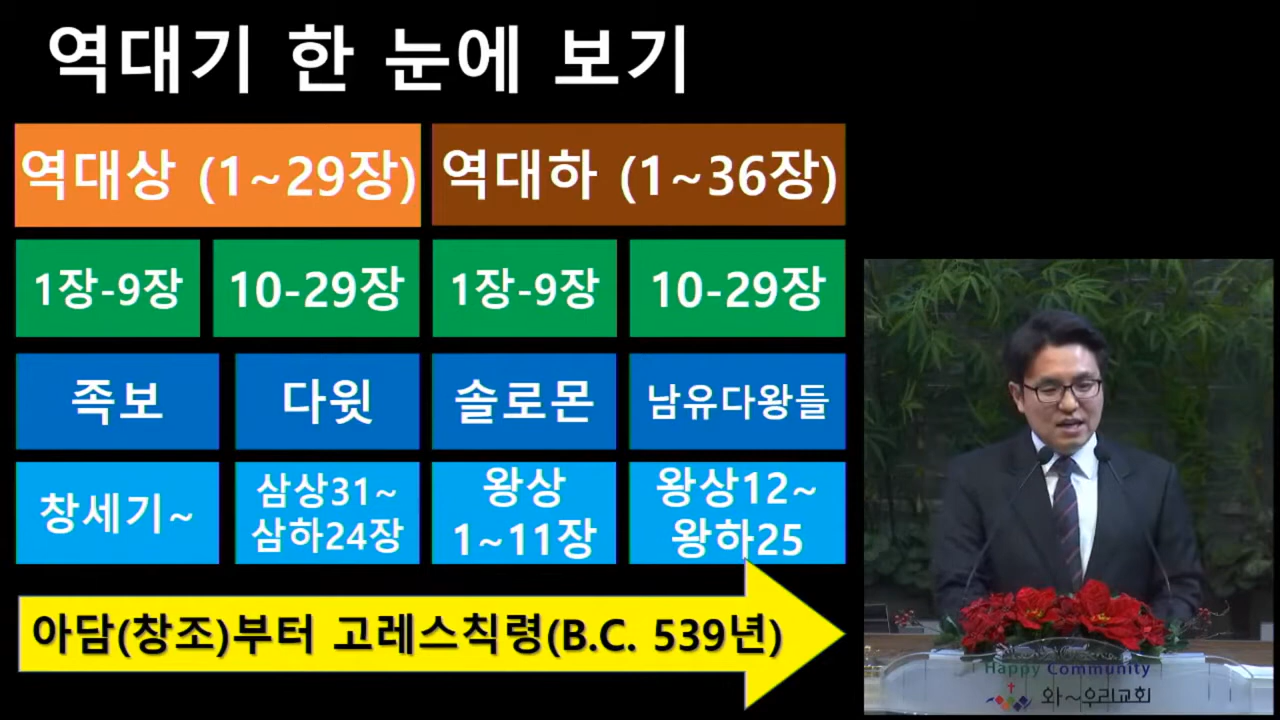 역대기 한 눈에 보기
역대상 (1~29장) 역대하 (1~36장)
1장-9장 10-29장 1장-9장 10-29장
족보 다윗 솔로몬 남유다왕들
창세기~
삼상31~
삼하24장
왕상
1~11장
왕상12~
왕하25
아담(창조)부터 고레스칙령(B.C. 539년)
Happy Community
와~우리교회